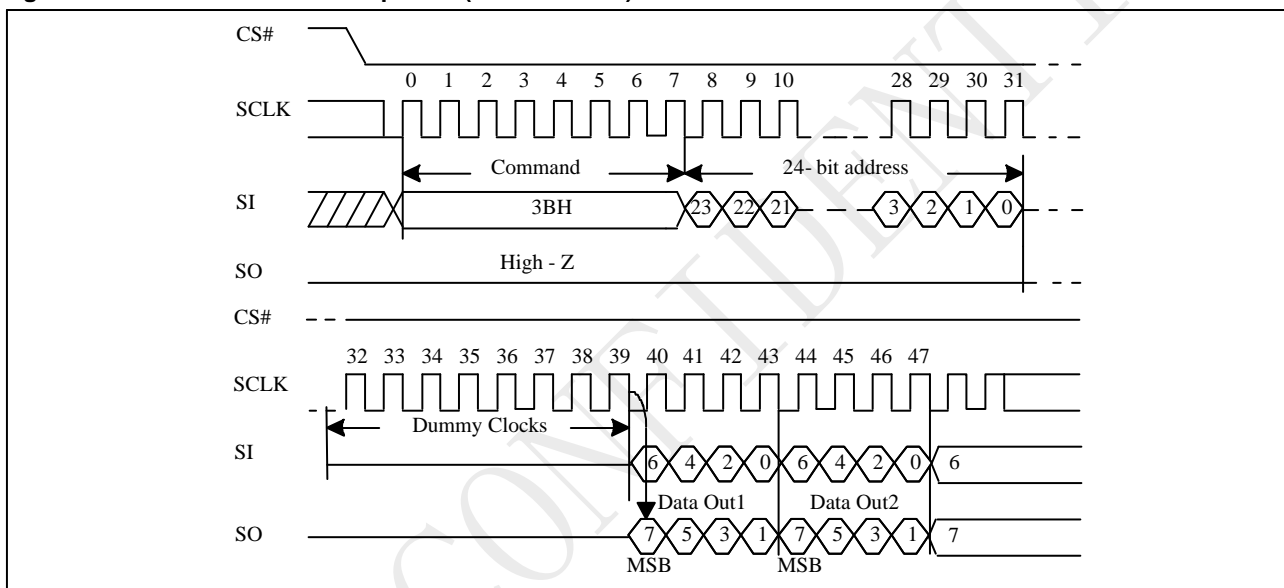 CS#
0 1 2 3 4 5 6 7 8 9 10 28 29 30 31
SCLK
Command 24- bit address
SI 3BH 23 22 21 3 2 1 0
High - Z
SO
CS#
32 33 34 35 36 37 38 39 40 41 42 43 44 45 46 47
SCLK
Dummy Clocks
SI 6 4 2 0 6 4 2 0 6
Data Out1 Data Out2
SO 7 5 3 1 7 5 3 1 7
MSB MSB